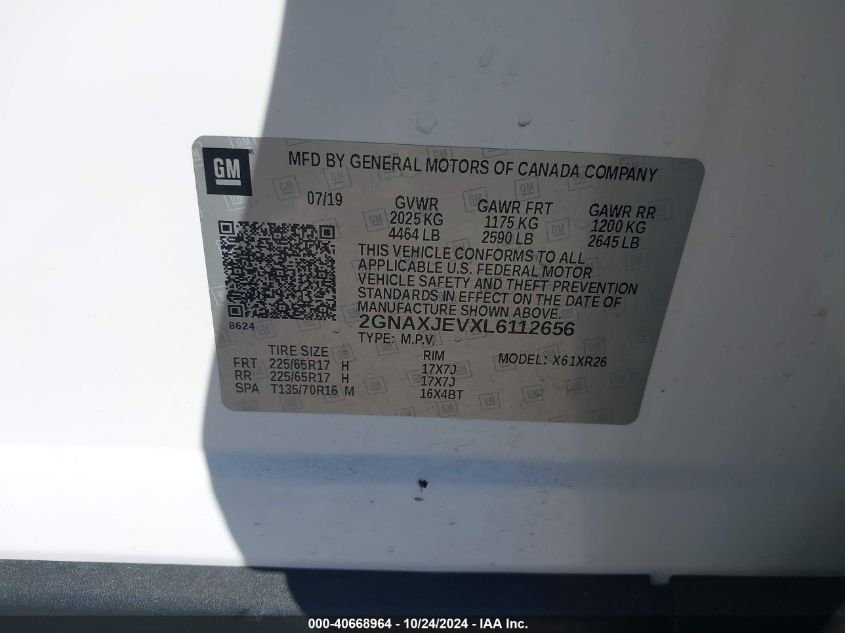 GM
MFD BY GENERAL MOTORS OF CANADA COMPANY
07/19 GVWR GAWR FRT GAWR RR
2025 KG 1175 KG 1200 KG
4464 LB 2590 LB 2645 LB
THIS VEHICLE CONFORMS TO ALL
APPLICABLE U.S. FEDERAL MOTOR
VEHICLE SAFETY AND THEFT PREVENTION
STANDARDS IN EFFECT ON THE DATE OF
MANUFACTURE SHOWN ABOVE.
8624 2GNAXJEVXL6112656
TYPE: M.P.V. MODEL: X61XR26
TIRE SIZE RIM
FRT 225/65R17 H 17X7J
RR 225/65R17 H 17X7J
SPA T135/70R16 M 16X4BT
000-40668964 - 10/24/2024 - IAA Inc.